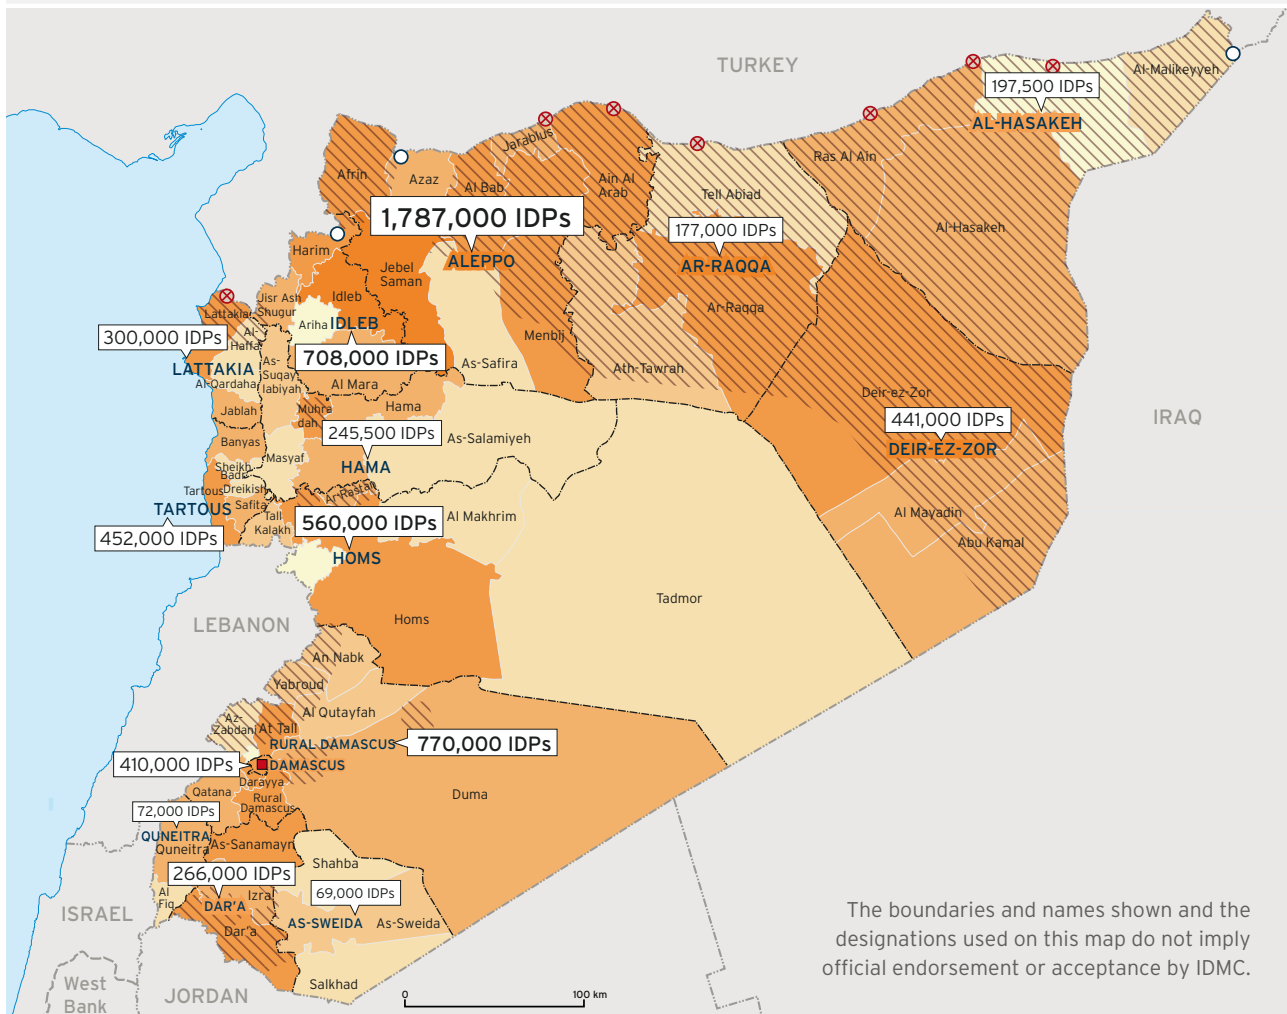 TURKEY
Al-Malikeyyeh
197,500 IDPs
AL-HASAKEH
Jarablus
Ras Al Ain
Afrin
Azaz
Al Bab
Ain Al
Arab
Tell Abiad
1,787,000 IDPs
177,000 IDPs
Al-Hasakeh
Harim
ALEPPO
AR-RAQQA
Jebel
Saman
Idleb
Jisr Ash
Shugur
Ar-Raqqa
Lattakia
Ariha
IDLEB
300,000 IDPs
Al-
Haffa
Menbij
708,000 IDPs
LATTAKIA
As-
Suqay
labiyah
As-Safira
Ath-Tawrah
Al-Qardaha
Al Mara
Deir-ez-Zor
Jablah
Muhra
dah
Hama
441,000 IDPs
IRAQ
245,500 IDPs
As-Salamiyeh
Banyas
DEIR-EZ-ZOR
Masyaf
HAMA
Sheikh
Badr
Tartous
Dreikish
Ar-Rastan
TARTOUS
Safita
Al Mayadin
Tall
Kalakh
560,000 IDPs
Al Makhrim
452,000 IDPs
Abu Kamal
HOMS
Tadmor
LEBANON
Homs
An Nabk
Yabroud
Al Qutayfah
Az-
Zabdani
At Tall
RURAL DAMASCUS
770,000 IDPs
410,000 IDPs
DAMASCUS
Darayya
Qatana
Rural
Damascus
Duma
72,000 IDPs
QUNEITRA
Quneitra
As-Sanamayn
Shahba
266,000 IDPs
Al
Fiq
Izra
69,000 IDPs
DAR'A
ISRAEL
AS-SWEIDA
As-Sweida
Dar'a
The boundaries and names shown and the
designations used on this map do not imply
official endorsement or acceptance by IDMC.
West
Bank
JORDAN
Salkhad
0
100 km